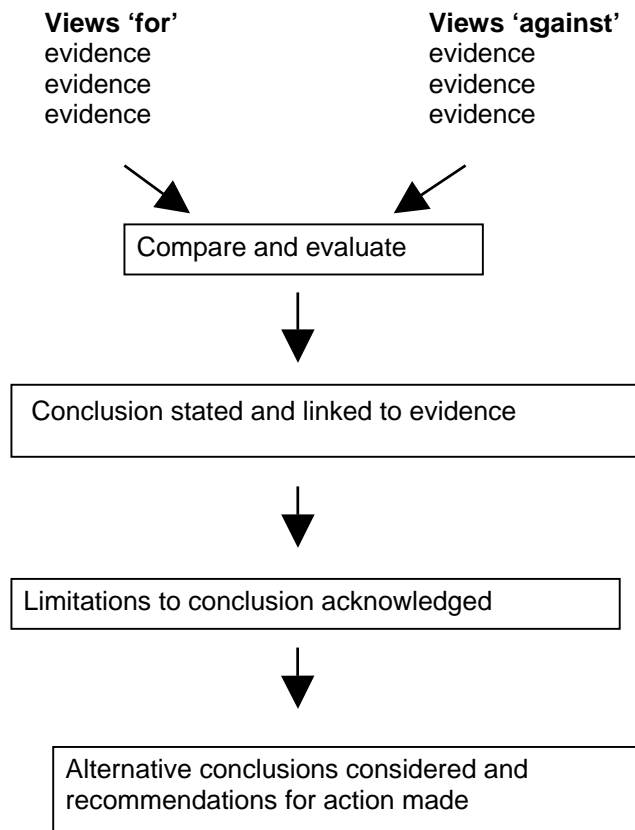 Views ‘for’
evidence
evidence
evidence
Views ‘against’
evidence
evidence
evidence
Compare and evaluate
Conclusion stated and linked to evidence
Limitations to conclusion acknowledged
Alternative conclusions considered and
recommendations for action made